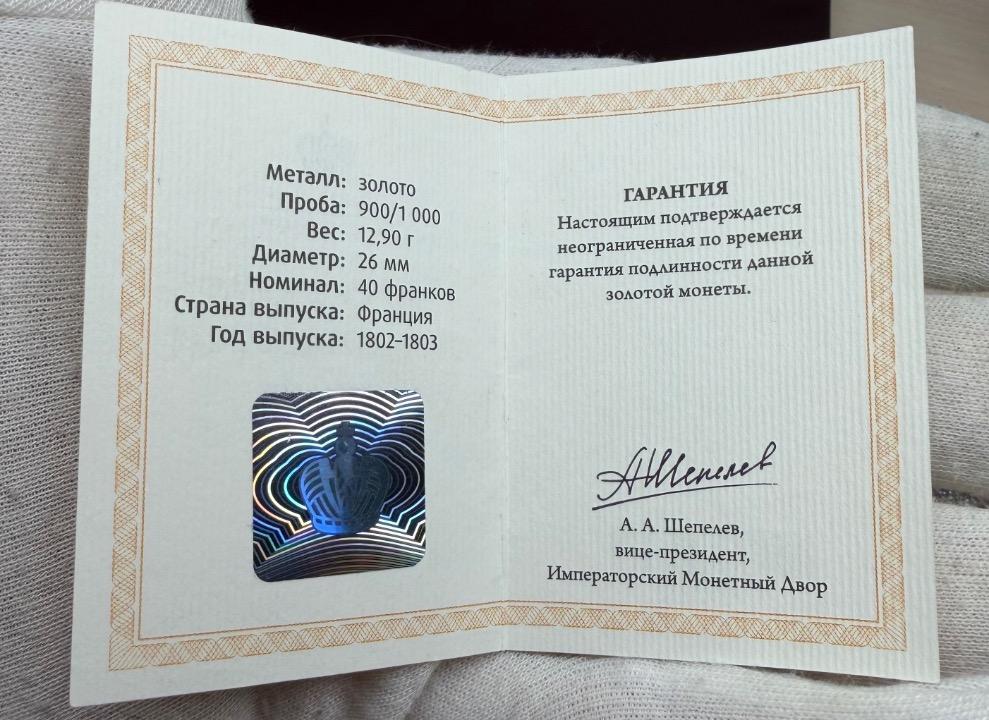 Металл: золото
Проба: 900/1 000
Вес: 12,90 г
Диаметр: 26 мм
Номинал: 40 франков
Страна выпуска: Франция
Год выпуска: 1802–1803
ГАРАНТИЯ
Настоящим подтверждается
неограниченная по времени
гарантия подлинности данной
золотой монеты.
АШепелев
А. А. Шепелев,
вице-президент,
Императорский Монетный Двор